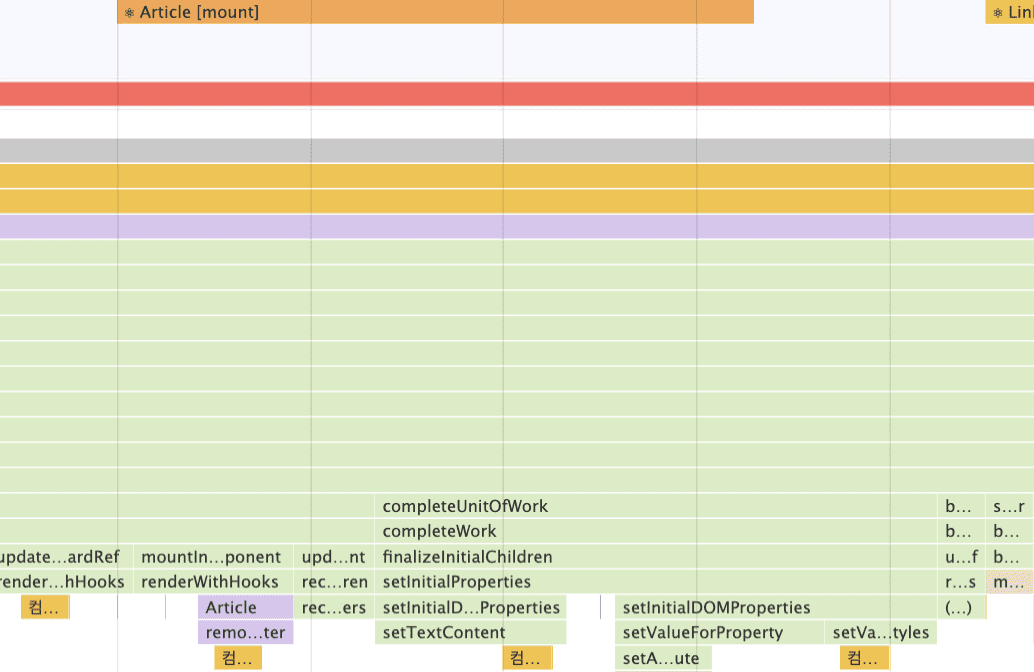 ⚛ Article [mount]
⚛ Lin
completeUnitOfWork
b...
s...r
completeWork
b...
b...
update...ardRef
mountIn...ponent
upd...nt
finalizeInitialChildren
u...f
b...
render...hHooks
renderWithHooks
rec...ren
setInitialProperties
r...s
m...
컴...
Article
rec...ers
setInitialD...Properties
setInitialDOMProperties
(...)
remo...ter
setTextContent
setValueForProperty
setVa...tyles
컴...
컴...
setA...ute
컴...